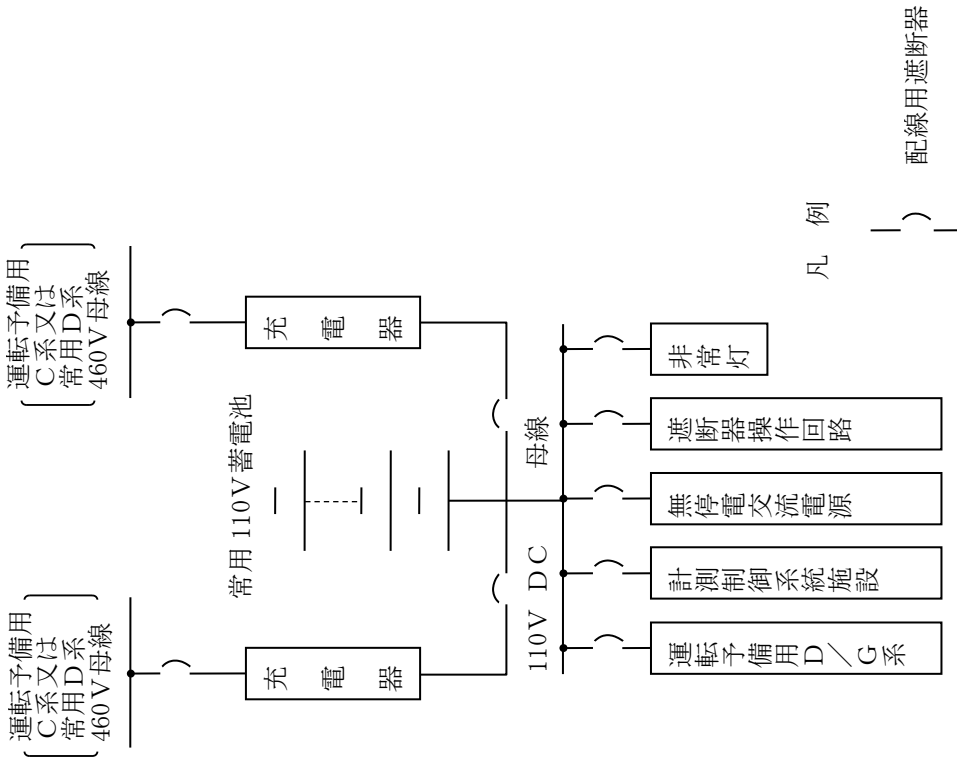 運転予備用
C系又は
常用D系
460V母線
運転予備用
C系又は
常用D系
460V母線
充電器
常用110V蓄電池
充電器
110V DC 母線
運転予備用D/G系
計測制御系統施設
無停電交流電源
遮断器操作回路
非常灯
凡例
配線用遮断器